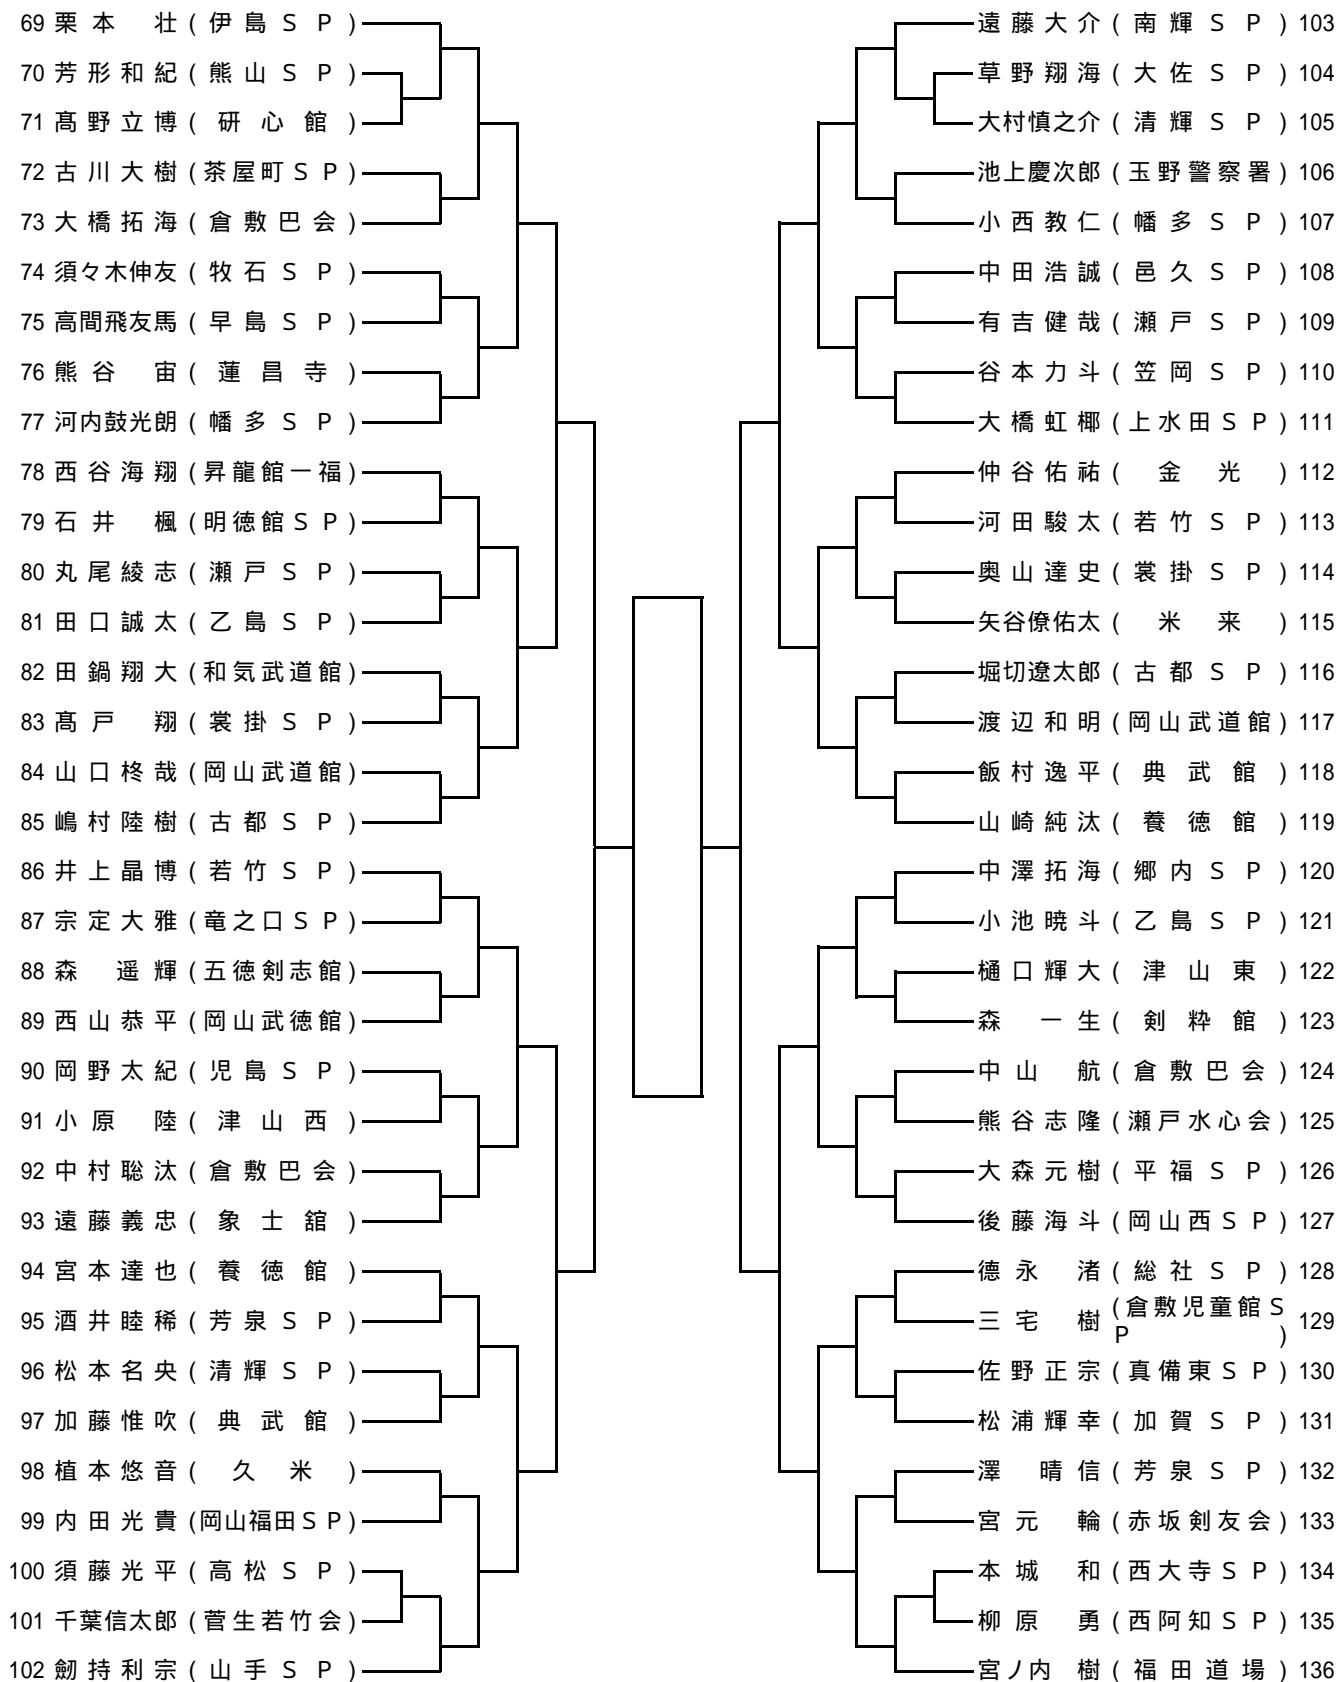 69 栗本 壮 (伊島SP)
70 芳形和紀 (熊山SP)
71 髙野立博 (研心館)
72 古川大樹 (茶屋町SP)
73 大橋拓海 (倉敷巴会)
74 須々木伸友 (牧石SP)
75 高間飛友馬 (早島SP)
76 熊谷 宙 (蓮昌寺)
77 河内鼓光朗 (幡多SP)
78 西谷海翔 (昇龍館一福)
79 石井 楓 (明徳館SP)
80 丸尾綾志 (瀬戸SP)
81 田口誠太 (乙島SP)
82 田鍋翔大 (和気武道館)
83 髙戸 翔 (裳掛SP)
84 山口柊哉 (岡山武道館)
85 嶋村陸樹 (古都SP)
86 井上晶博 (若竹SP)
87 宗定大雅 (竜之口SP)
88 森 遥輝 (五徳剣志館)
89 西山恭平 (岡山武徳館)
90 岡野太紀 (児島SP)
91 小原 陸 (津山西)
92 中村聡汰 (倉敷巴会)
93 遠藤義忠 (象士舘)
94 宮本達也 (養徳館)
95 酒井睦稀 (芳泉SP)
96 松本名央 (清輝SP)
97 加藤惟吹 (典武館)
98 植本悠音 (久米)
99 内田光貴 (岡山福田SP)
100 須藤光平 (高松SP)
101 千葉信太郎 (菅生若竹会)
102 劒持利宗 (山手SP)
遠藤大介 (南輝SP) 103
草野翔海 (大佐SP) 104
大村慎之介 (清輝SP) 105
池上慶次郎 (玉野警察署) 106
小西教仁 (幡多SP) 107
中田浩誠 (邑久SP) 108
有吉健哉 (瀬戸SP) 109
谷本力斗 (笠岡SP) 110
大橋虹椰 (上水田SP) 111
仲谷佑祐 (金光) 112
河田駿太 (若竹SP) 113
奥山達史 (裳掛SP) 114
矢谷僚佑太 (米来) 115
堀切遼太郎 (古都SP) 116
渡辺和明 (岡山武道館) 117
飯村逸平 (典武館) 118
山崎純汰 (養徳館) 119
中澤拓海 (郷内SP) 120
小池暁斗 (乙島SP) 121
樋口輝大 (津山東) 122
森 一生 (剣粋館) 123
中山 航 (倉敷巴会) 124
熊谷志隆 (瀬戸水心会) 125
大森元樹 (平福SP) 126
後藤海斗 (岡山西SP) 127
德永 渚 (総社SP) 128
三宅 樹 (倉敷児童館SP) 129
佐野正宗 (真備東SP) 130
松浦輝幸 (加賀SP) 131
澤 晴信 (芳泉SP) 132
宮元 輪 (赤坂剣友会) 133
本城 和 (西大寺SP) 134
柳原 勇 (西阿知SP) 135
宮ノ内 樹 (福田道場) 136